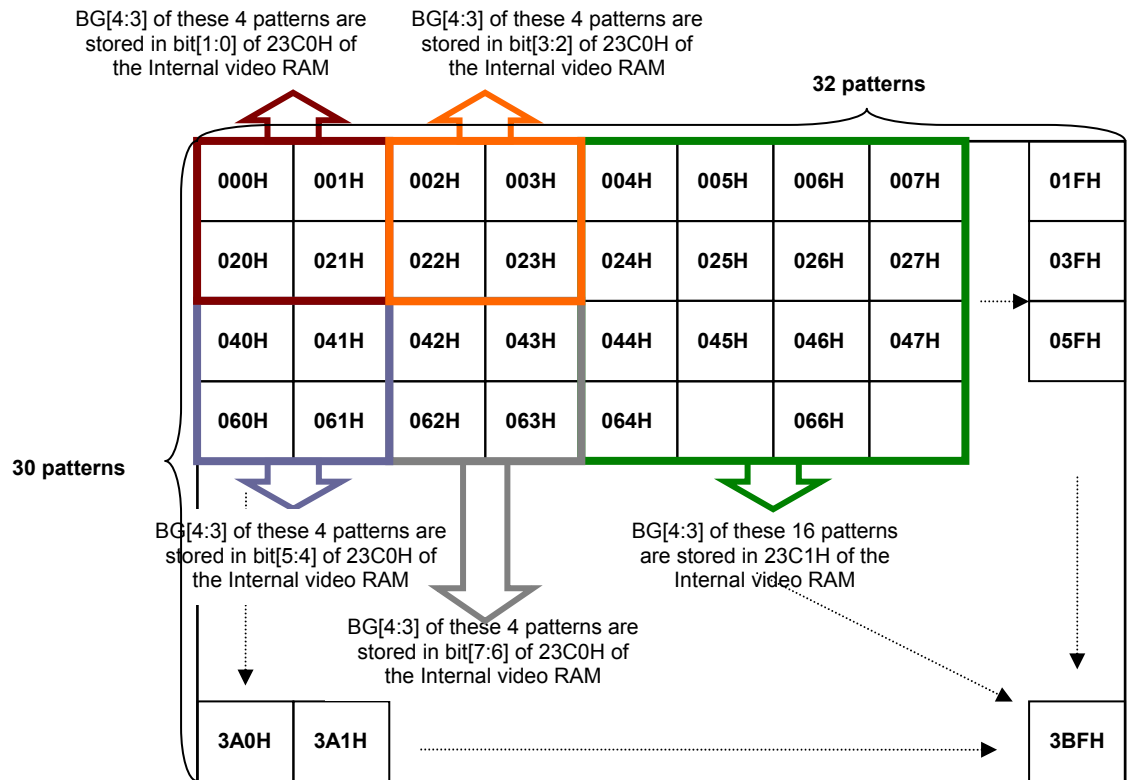 BG[4:3] of these 4 patterns are
stored in bit[1:0] of 23C0H of
the Internal video RAM
BG[4:3] of these 4 patterns are
stored in bit[3:2] of 23C0H of
the Internal video RAM
32 patterns
000H 001H 002H 003H 004H 005H 006H 007H 01FH
020H 021H 022H 023H 024H 025H 026H 027H 03FH
040H 041H 042H 043H 044H 045H 046H 047H 05FH
060H 061H 062H 063H 064H 066H
30 patterns
BG[4:3] of these 4 patterns are
stored in bit[5:4] of 23C0H of
the Internal video RAM
BG[4:3] of these 16 patterns
are stored in 23C1H of the
Internal video RAM
BG[4:3] of these 4 patterns are
stored in bit[7:6] of 23C0H of
the Internal video RAM
3A0H 3A1H 3BFH